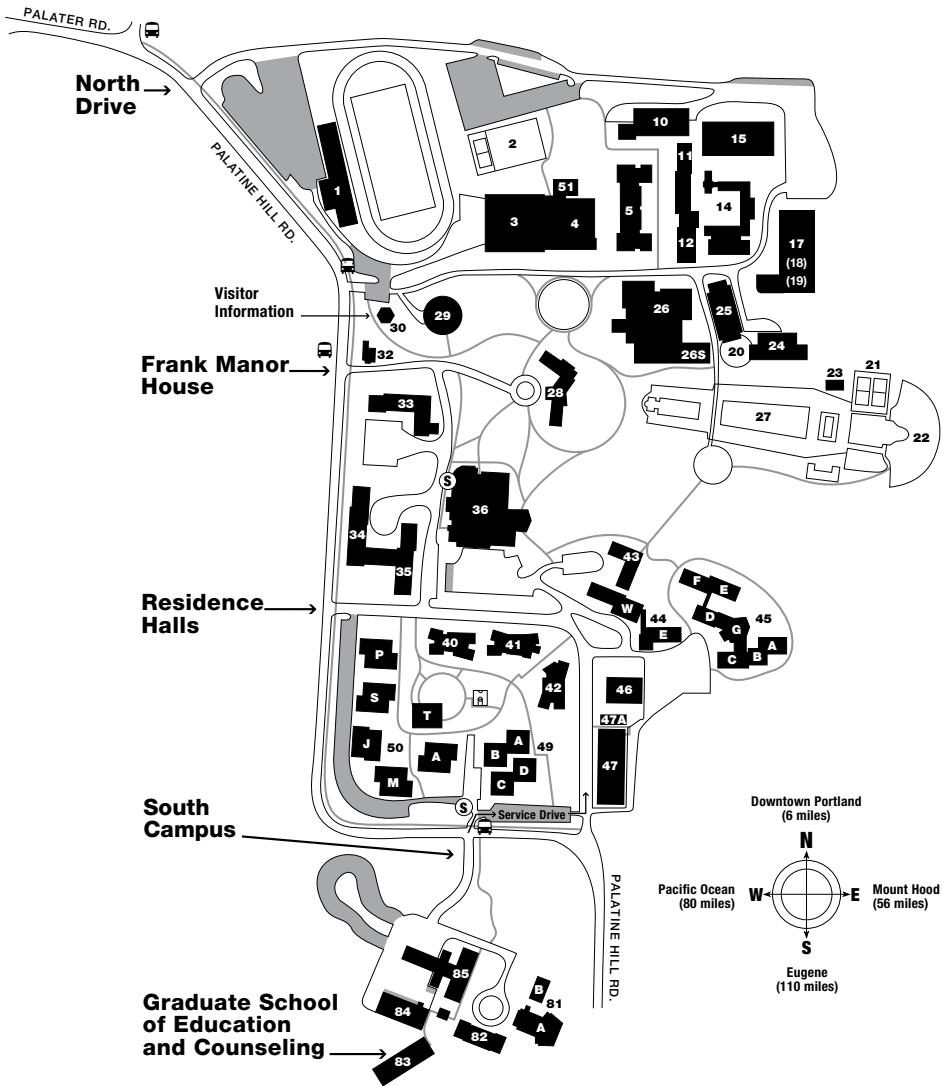 PALATER RD.
North
Drive
PALATINE HILL RD.
1
2
3
4
51
5
10
11
12
14
15
17
(18)
(19)
Visitor
Information
30
29
32
26
26S
25
20
24
23
21
22
27
28
Frank Manor
House
33
S
36
34
35
43
W
44
E
F
E
D
G
45
A
B
C
Residence
Halls
40
41
42
P
S
T
J
50
A
M
A
B
49
D
C
46
47A
47
S
Service Drive
South
Campus
PALATINE HILL RD.
Downtown Portland
(6 miles)
N
Pacific Ocean
(80 miles)
W
E
Mount Hood
(56 miles)
S
Eugene
(110 miles)
85
84
83
82
B
81
A
Graduate School
of Education
and Counseling